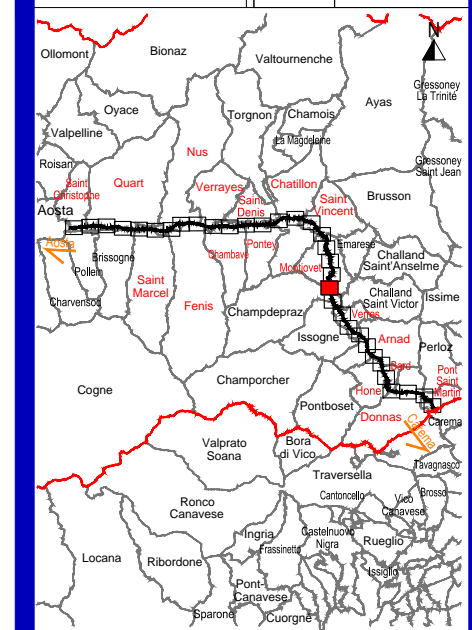 N
Ollomont
Bionaz
Valtournenche
Ayas
Gressoney
La Trinité
Oyace
Torgnon
Chamois
Valpelline
La Magdeleine
Nus
Roisan
Gressoney
Saint Jean
Saint
Christophe
Quart
Verrayes
Chatillon
Brusson
Saint
Denis
Saint
Vincent
Aosta
Aosta
Brissogne
Chambave
Pontey
Emarese
Pollein
Challand
Saint'Anselme
Saint
Marcel
Montjovet
Charvensod
Fenis
Challand
Saint Victor
Issime
Champdepraz
Verres
Issogne
Arnad
Perloz
Bard
Pont
Saint
Martin
Cogne
Champorcher
Hone
Pontboset
Donnas
Carema
Carema
Valprato
Soana
Bora
di Vico
Tavagnasco
Traversella
Cantoncello
Brosso
Vico
Canavese
Ronco
Canavese
Ingria
Castelnuovo
Nigra
Rueglio
Frassinetto
Locana
Ribordone
Issiglio
Pont-
Canavese
Sparone
Cuorgne